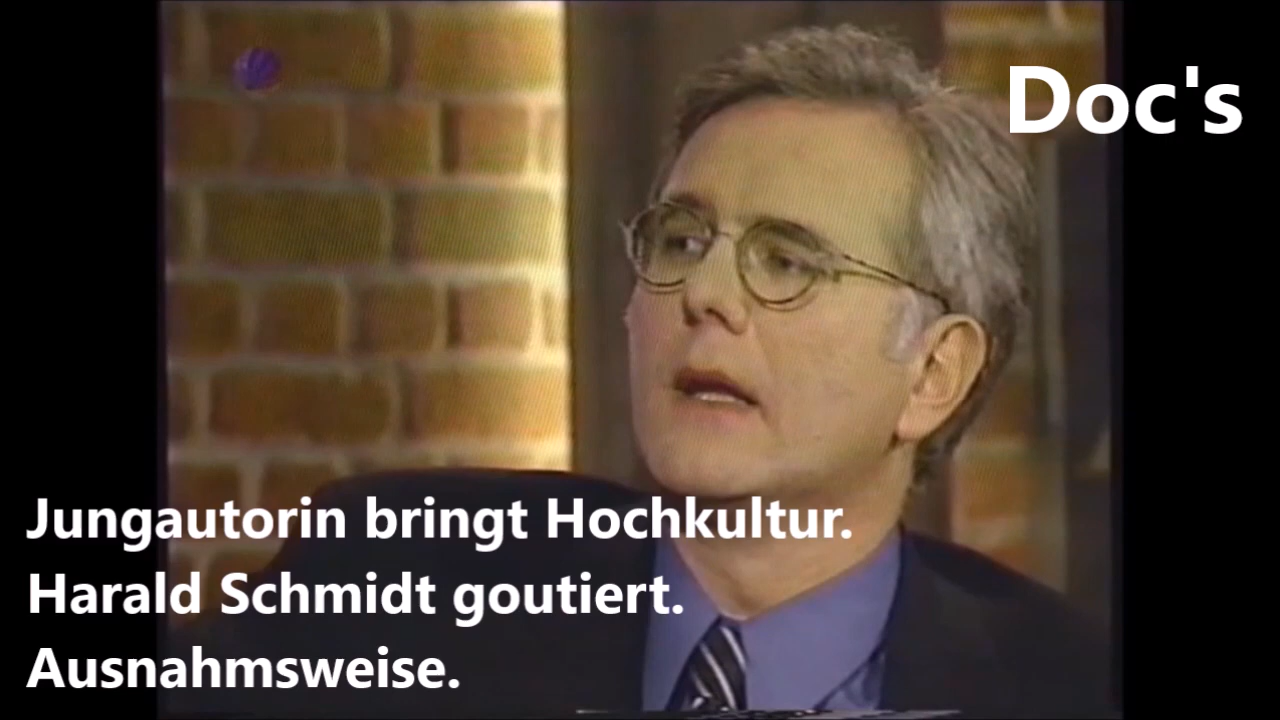 Doc's
Jungautorin bringt Hochkultur.
Harald Schmidt goutiert.
Ausnahmsweise.